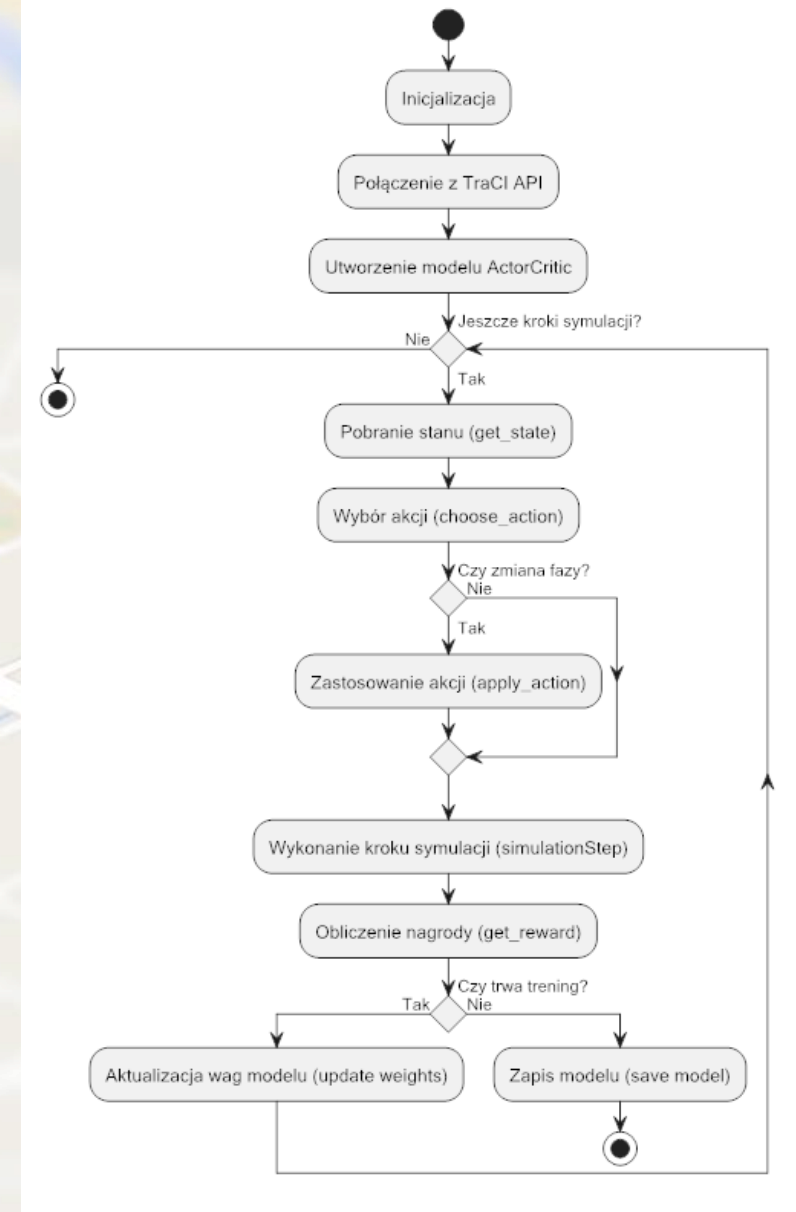 Inicjalizacja
Połączenie z TraCI API
Utworzenie modelu ActorCritic
Jeszcze kroki symulacji?
Nie
Tak
Pobranie stanu (get_state)
Wybór akcji (choose_action)
Czy zmiana fazy?
Nie
Tak
Zastosowanie akcji (apply_action)
Wykonanie kroku symulacji (simulationStep)
Obliczenie nagrody (get_reward)
Czy trwa trening?
Tak
Nie
Aktualizacja wag modelu (update weights)
Zapis modelu (save model)